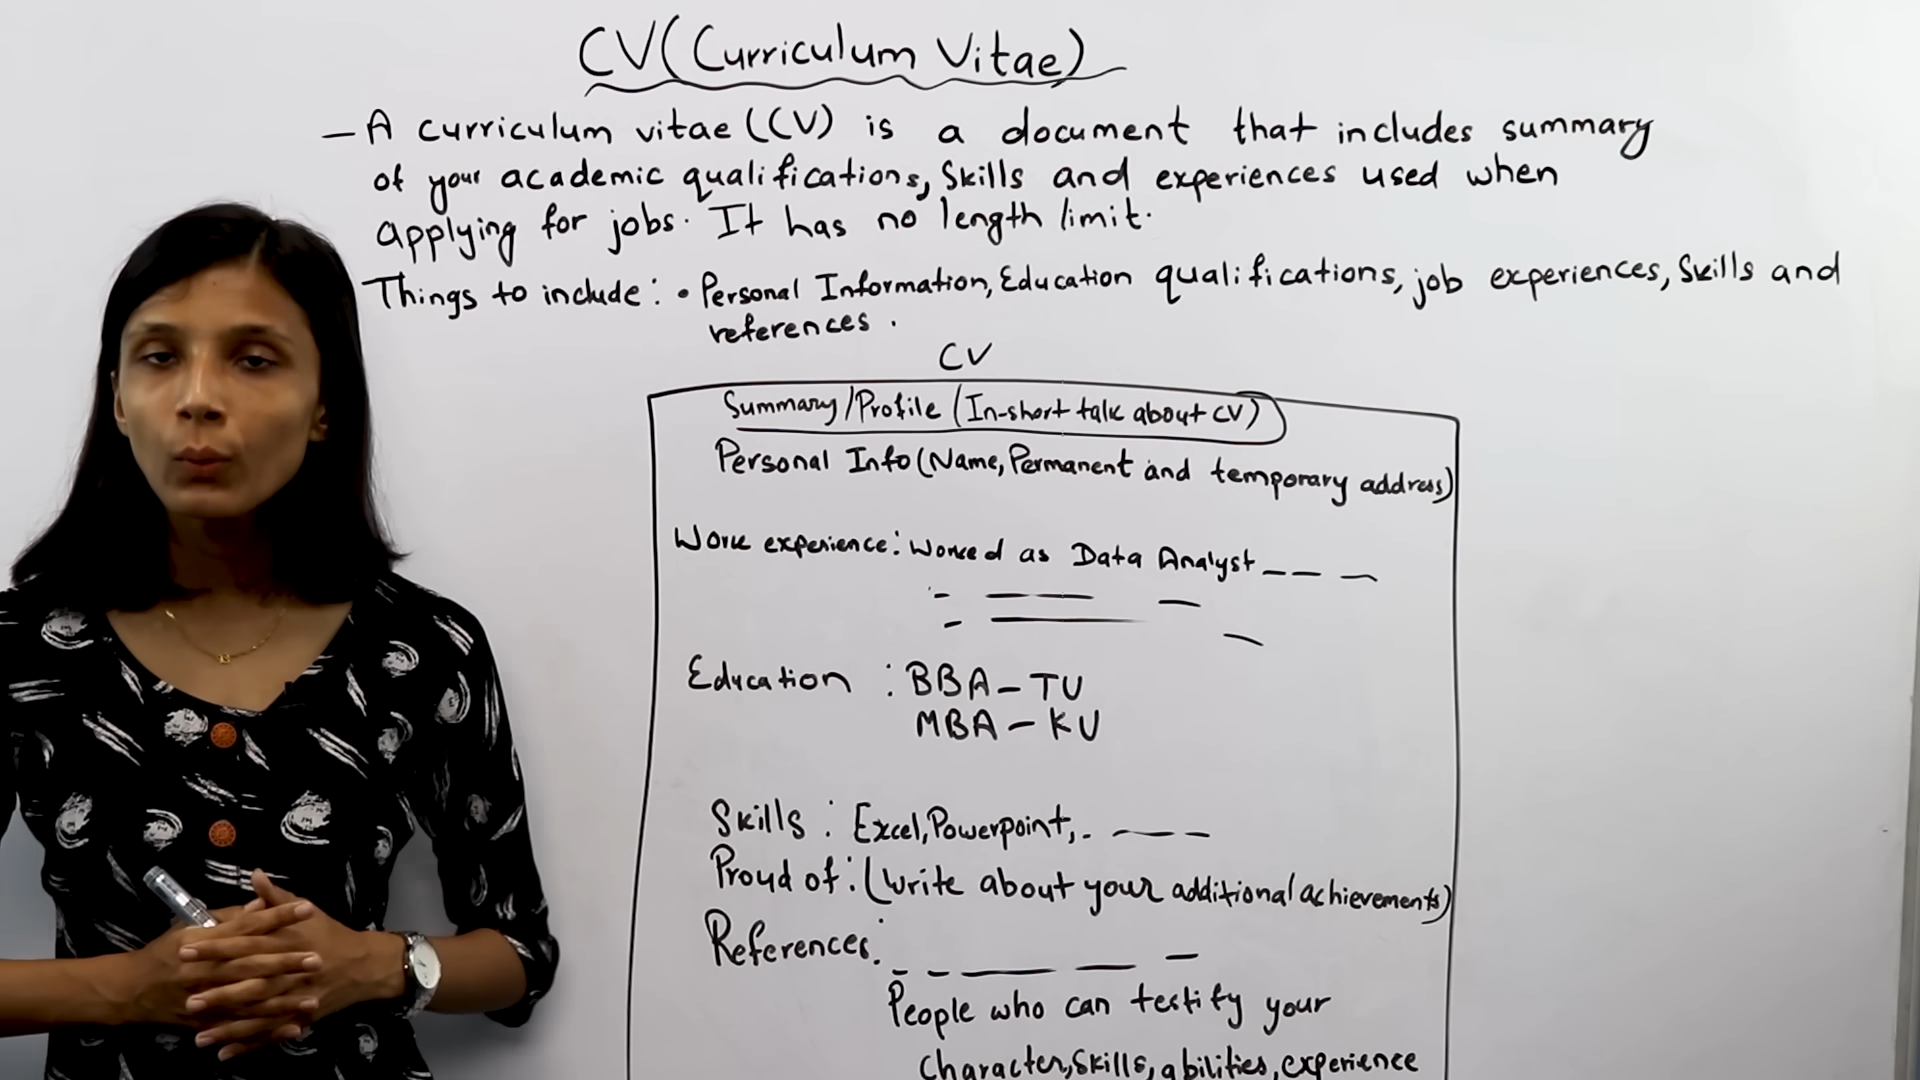 CV(Curriculum Vitae)
– A curriculum vitae (CV) is a document that includes summary
of your academic qualifications, Skills and experiences used when
applying for jobs. It has no length limit.
Things to include: • Personal Information, Education qualifications, job experiences, Skills and
references.
CV
Summary/Profile (In-short talk about CV)
Personal Info (Name, Permanent and temporary address)
Work experience: Worked as Data Analyst
Education : BBA – TU
MBA – KU
Skills : Excel, Powerpoint,
Proud of: (Write about your additional achievements)
References:
People who can testify your
character, skills, abilities, experience